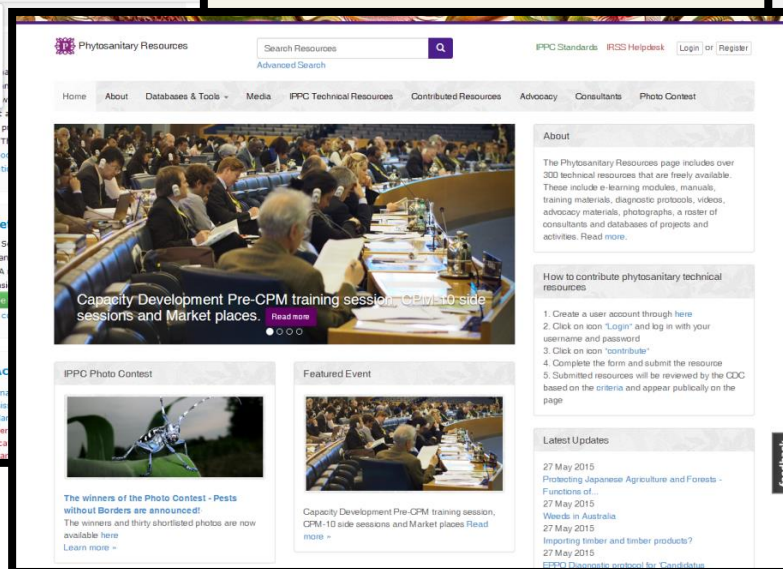 Phytosanitary Resources
Search Resources
Advanced Search
IPPC Standards IRSS Helpdesk Login or Register
Home About Databases & Tools Media IPPC Technical Resources Contributed Resources Advocacy Consultants Photo Contest
Capacity Development Pre-CPM training session, CPM-10 side
sessions and Market places. Read more
IPPC Photo Contest
The winners of the Photo Contest - Pests
without Borders are announced!
The winners and thirty shortlisted photos are now
available here
Learn more »
Featured Event
Capacity Development Pre-CPM training session,
CPM-10 side sessions and Market places Read
more »
About
The Phytosanitary Resources page includes over
300 technical resources that are freely available.
These include e-learning modules, manuals,
training materials, diagnostic protocols, videos,
advocacy materials, photographs, a roster of
consultants and databases of projects and
activities. Read more.
How to contribute phytosanitary technical
resources
1. Create a user account through here
2. Click on icon "Login" and log in with your
username and password
3. Click on icon "contribute"
4. Complete the form and submit the resource
5. Submitted resources will be reviewed by the CDC
based on the criteria and appear publically on the
page
Latest Updates
27 May 2015
Protecting Japanese Agriculture and Forests -
Functions of...
27 May 2015
Weeds in Australia
27 May 2015
Importing timber and timber products?
27 May 2015
EPPO Diagnostic protocol for 'Candidatus